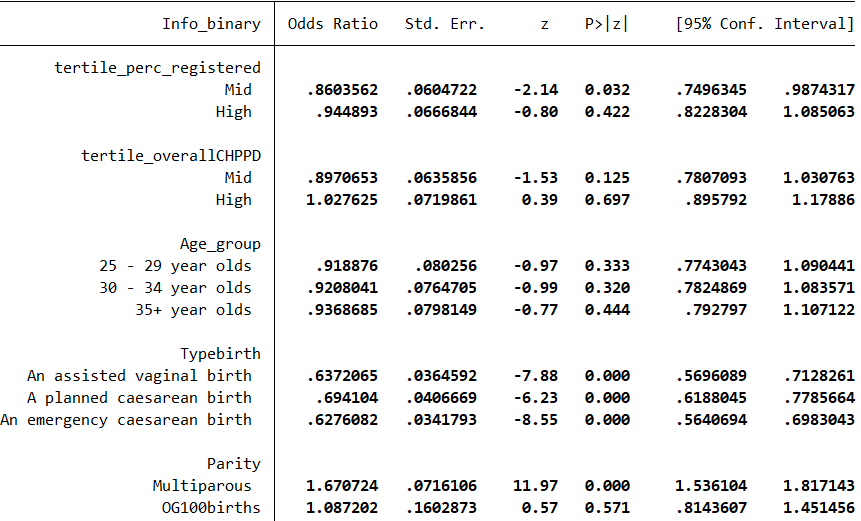 Info_binary Odds Ratio Std. Err. z P>|z| [95% Conf. Interval]
tertile_perc_registered
Mid .8603562 .0604722 -2.14 0.032 .7496345 .9874317
High .944893 .0666844 -0.80 0.422 .8228304 1.085063
tertile_overallCHPPD
Mid .8970653 .0635856 -1.53 0.125 .7807093 1.030763
High 1.027625 .0719861 0.39 0.697 .895792 1.17886
Age_group
25 - 29 year olds .918876 .080256 -0.97 0.333 .7743043 1.090441
30 - 34 year olds .9208041 .0764705 -0.99 0.320 .7824869 1.083571
35+ year olds .9368685 .0798149 -0.77 0.444 .792797 1.107122
Typebirth
An assisted vaginal birth .6372065 .0364592 -7.88 0.000 .5696089 .7128261
A planned caesarean birth .694104 .0406669 -6.23 0.000 .6188045 .7785664
An emergency caesarean birth .6276082 .0341793 -8.55 0.000 .5640694 .6983043
Parity
Multiparous 1.670724 .0716106 11.97 0.000 1.536104 1.817143
OG100births 1.087202 .1602873 0.57 0.571 .8143607 1.451456